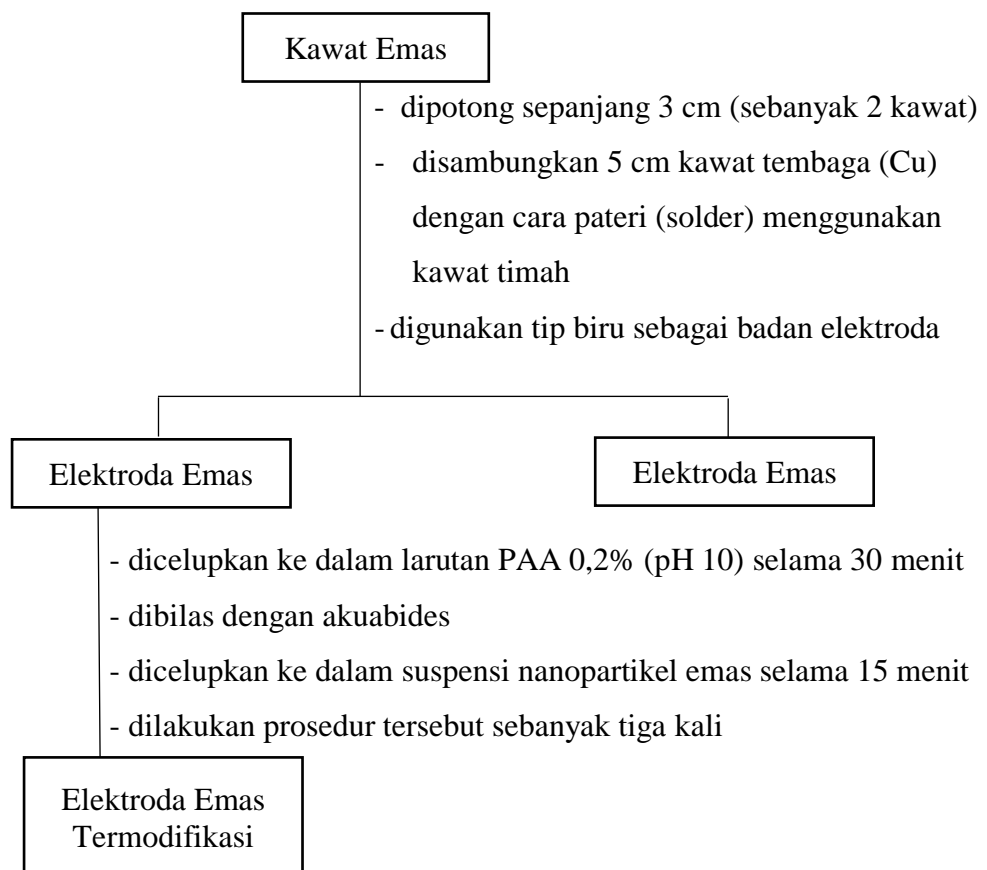 Kawat Emas
- dipotong sepanjang 3 cm (sebanyak 2 kawat)
- disambungkan 5 cm kawat tembaga (Cu)
dengan cara pateri (solder) menggunakan
kawat timah
- digunakan tip biru sebagai badan elektroda
Elektroda Emas
Elektroda Emas
- dicelupkan ke dalam larutan PAA 0,2% (pH 10) selama 30 menit
- dibilas dengan akuabides
- dicelupkan ke dalam suspensi nanopartikel emas selama 15 menit
- dilakukan prosedur tersebut sebanyak tiga kali
Elektroda Emas
Termodifikasi